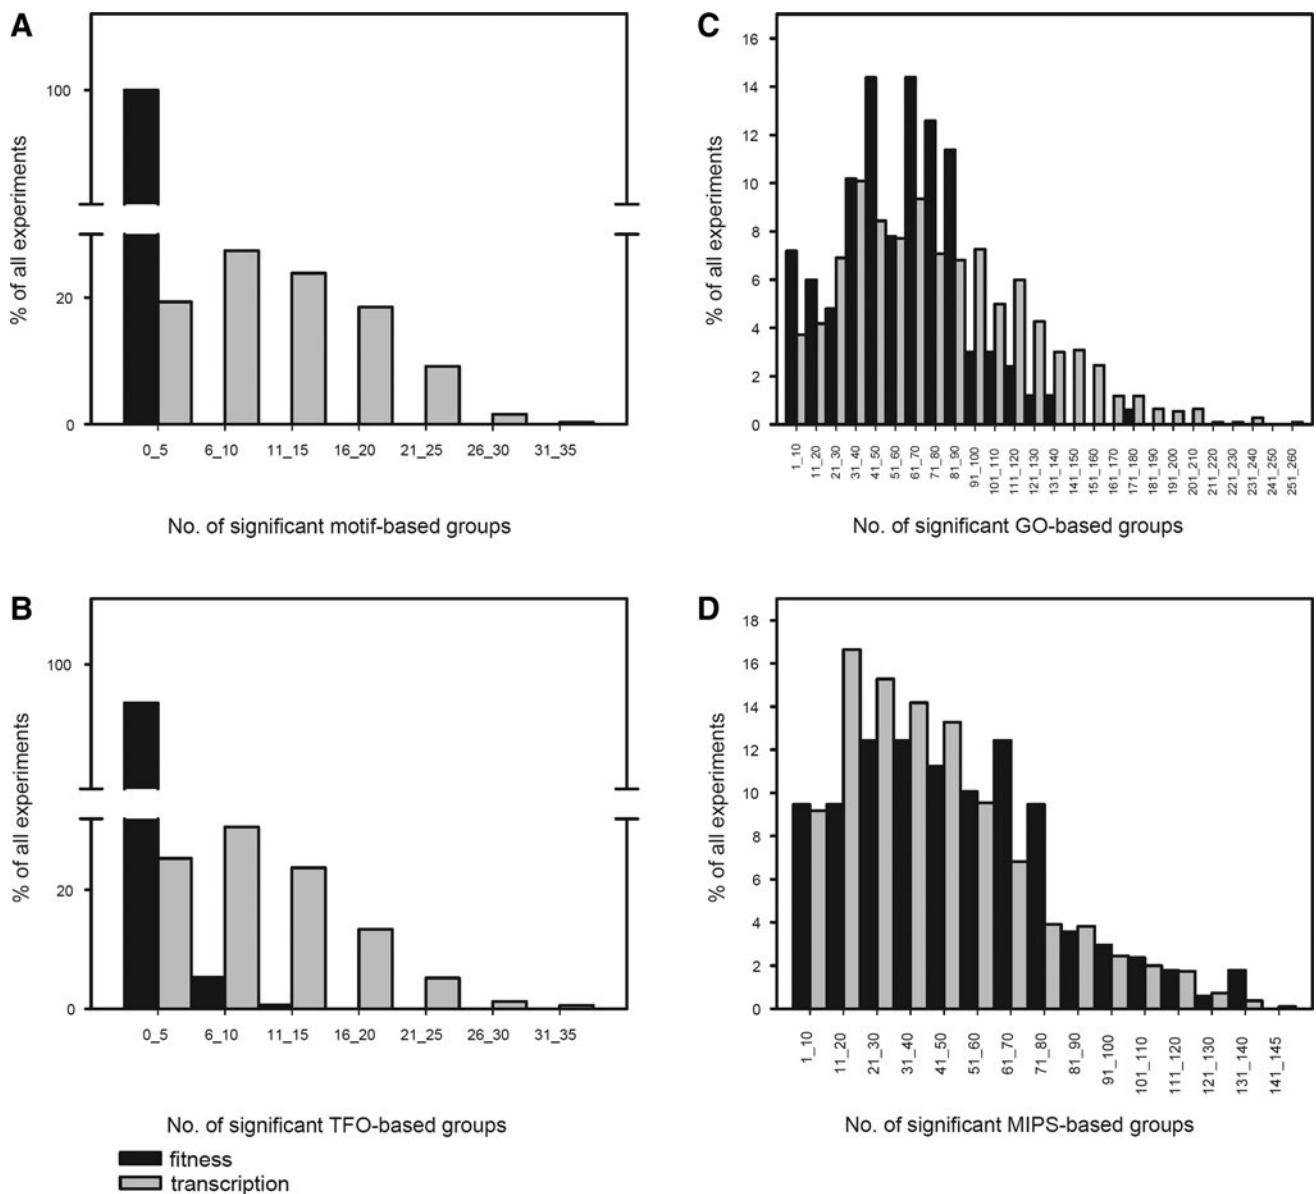 A
% of all experiments
100
20
0
0_5 6_10 11_15 16_20 21_25 26_30 31_35
No. of significant motif-based groups
B
% of all experiments
100
20
0
0_5 6_10 11_15 16_20 21_25 26_30 31_35
No. of significant TFO-based groups
fitness
transcription
C
% of all experiments
16
14
12
10
8
6
4
2
0
1_10 11_20 21_30 31_40 41_50 51_60 61_70 71_80 81_90 91_100 101_110 111_120 121_130 131_140 141_150 151_160 161_170 171_180 181_190 191_200 201_210 211_220 221_230 231_240 241_250 251_260
No. of significant GO-based groups
D
% of all experiments
18
16
14
12
10
8
6
4
2
0
1_10 11_20 21_30 31_40 41_50 51_60 61_70 71_80 81_90 91_100 101_110 111_120 121_130 131_140 141_145
No. of significant MIPS-based groups